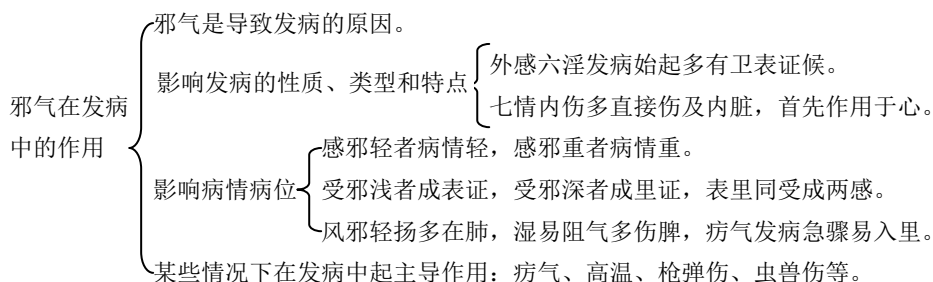 邪气是导致发病的原因。
外感六淫发病始起多有卫表证候。
影响发病的性质、类型和特点
七情内伤多直接伤及内脏，首先作用于心。
邪气在发病
中的作用
感邪轻者病情轻，感邪重者病情重。
影响病情病位
受邪浅者成表证，受邪深者成里证，表里同受成两感。
风邪轻扬多在肺，湿易阻气多伤脾，疠气发病急骤易入里。
某些情况下在发病中起主导作用：疠气、高温、枪弹伤、虫兽伤等。